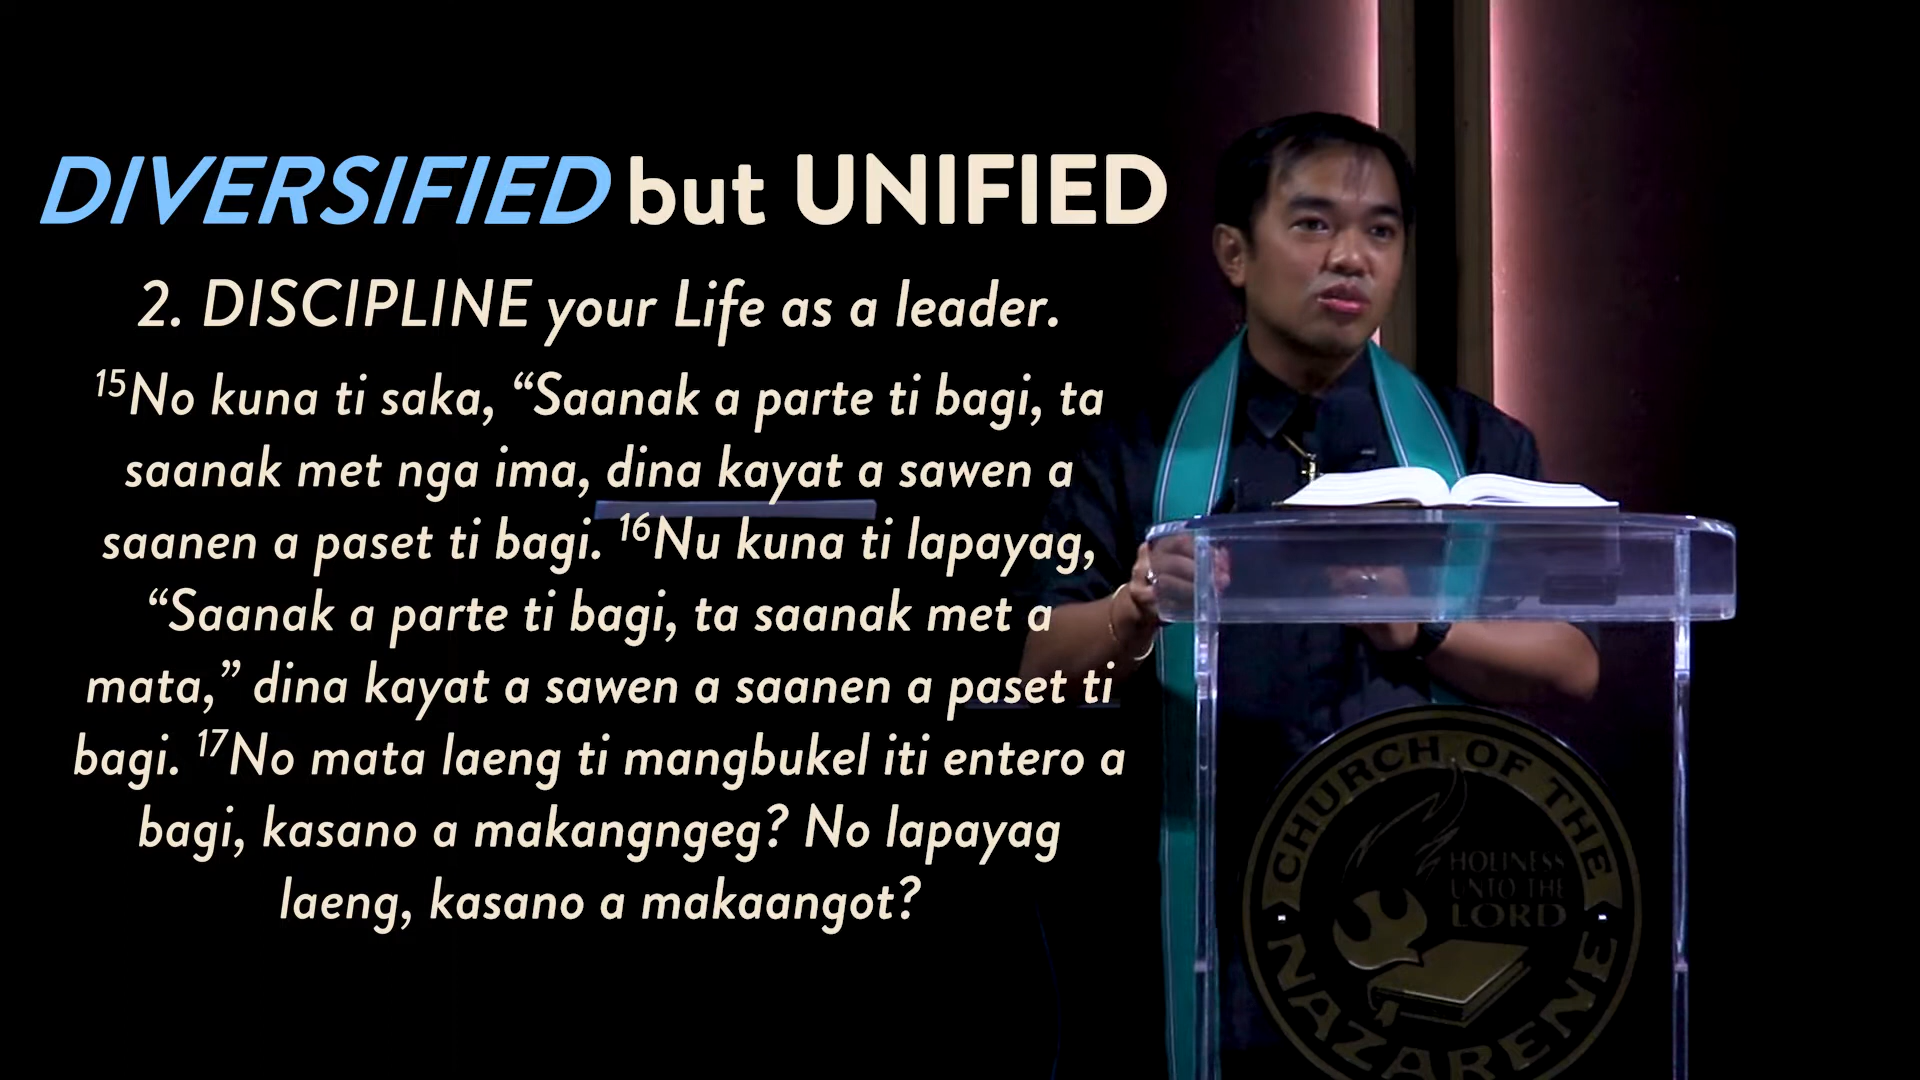 DIVERSIFIED but UNIFIED
2. DISCIPLINE your Life as a leader.
¹⁵No kuna ti saka, “Saanak a parte ti bagi, ta
saanak met nga ima, dina kayat a sawen a
saanen a paset ti bagi. ¹⁶Nu kuna ti lapayag,
“Saanak a parte ti bagi, ta saanak met a
mata,” dina kayat a sawen a saanen a paset ti
bagi. ¹⁷No mata laeng ti mangbukel iti entero a
bagi, kasano a makangngeg? No lapayag
laeng, kasano a makaangot?
CHURCH OF THE
HOLINESS
UNTO THE
LORD
NAZARENE